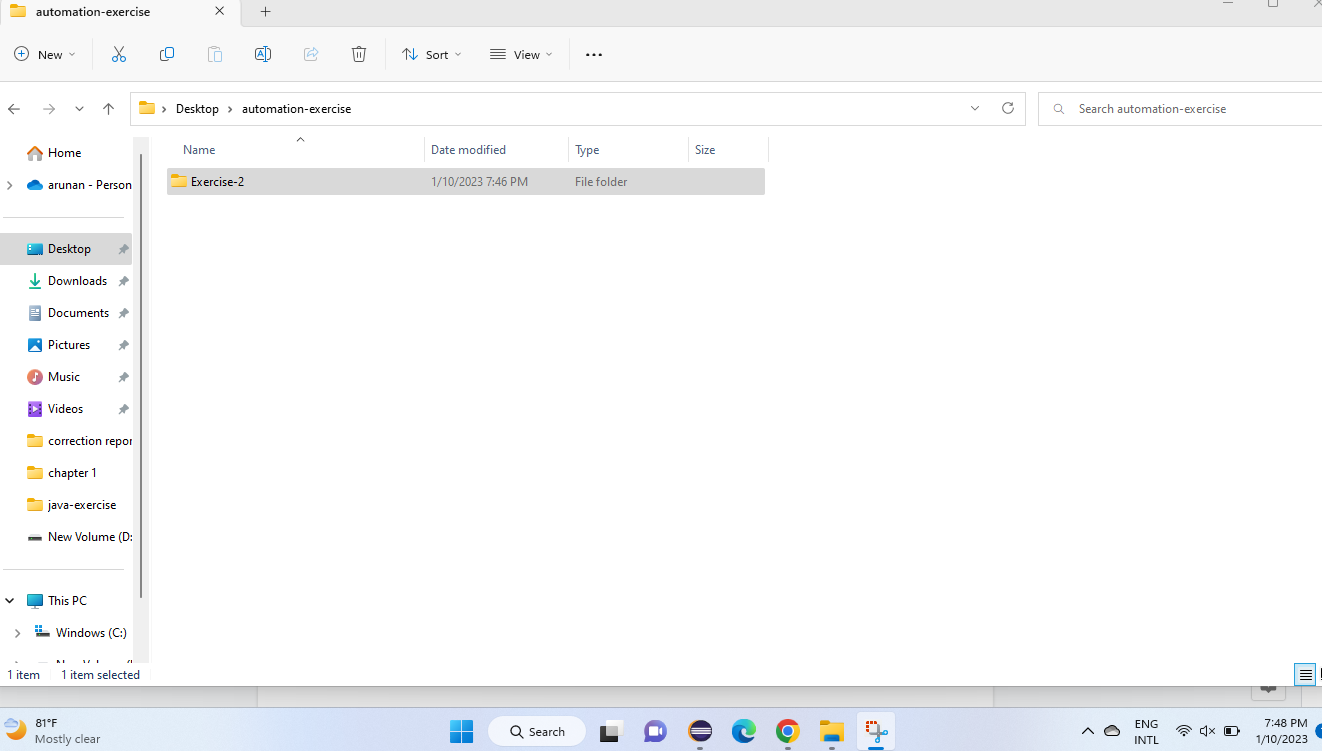 automation-exercise
New
Sort
View
Desktop
automation-exercise
Search automation-exercise
Home
arunan - Person
Desktop
Downloads
Documents
Pictures
Music
Videos
correction repor
chapter 1
java-exercise
New Volume (D:
This PC
Windows (C:)
Name Date modified Type Size
Exercise-2 1/10/2023 7:46 PM File folder
1 item 1 item selected
81°F
Mostly clear
Search
ENG
INTL
7:48 PM
1/10/2023